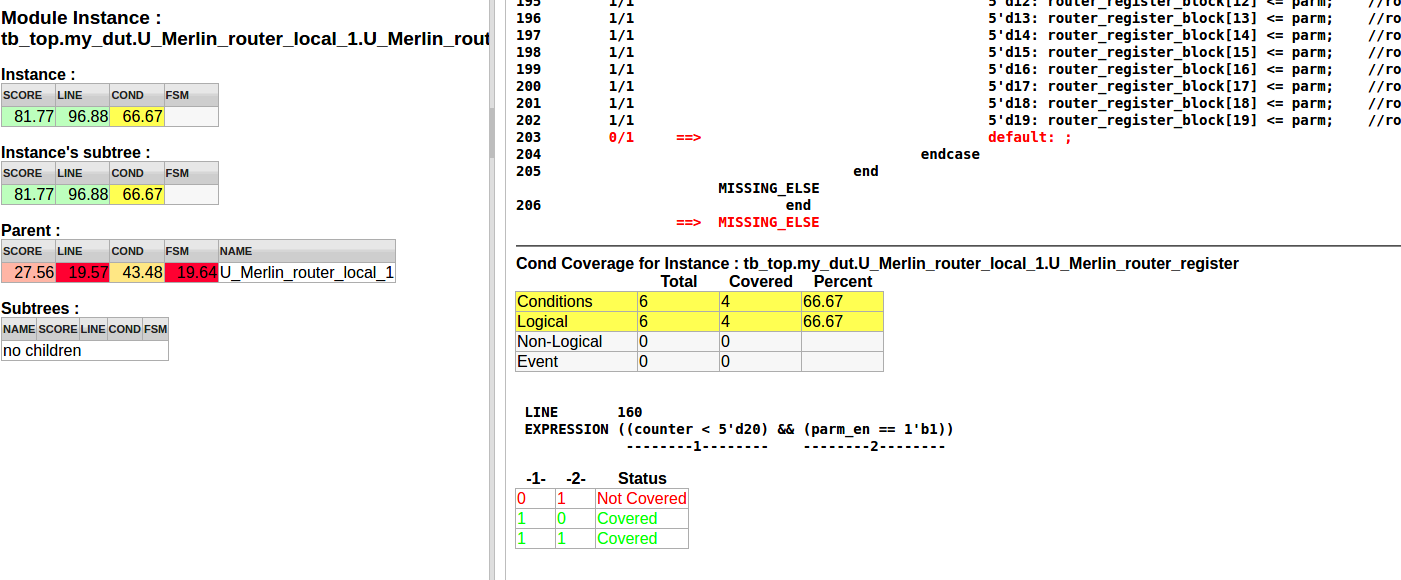 Module Instance :
tb_top.my_dut.U_Merlin_router_local_1.U_Merlin_rout
Instance :
SCORE LINE COND FSM
81.77 96.88 66.67
Instance's subtree :
SCORE LINE COND FSM
81.77 96.88 66.67
Parent :
SCORE LINE COND FSM NAME
27.56 19.57 43.48 19.64 U_Merlin_router_local_1
Subtrees :
NAME SCORE LINE COND FSM
no children
195 1/1 5'd12: router_register_block[12] <= parm; //ro
196 1/1 5'd13: router_register_block[13] <= parm; //ro
197 1/1 5'd14: router_register_block[14] <= parm; //ro
198 1/1 5'd15: router_register_block[15] <= parm; //ro
199 1/1 5'd16: router_register_block[16] <= parm; //ro
200 1/1 5'd17: router_register_block[17] <= parm; //ro
201 1/1 5'd18: router_register_block[18] <= parm; //ro
202 1/1 5'd19: router_register_block[19] <= parm; //ro
203 0/1 ==> default: ;
204 endcase
205 end
MISSING_ELSE
206 end
==> MISSING_ELSE
Cond Coverage for Instance : tb_top.my_dut.U_Merlin_router_local_1.U_Merlin_router_register
Total Covered Percent
Conditions 6 4 66.67
Logical 6 4 66.67
Non-Logical 0 0
Event 0 0
LINE 160
EXPRESSION ((counter < 5'd20) && (parm_en == 1'b1))
--------1-------- --------2--------
-1- -2- Status
0 1 Not Covered
1 0 Covered
1 1 Covered